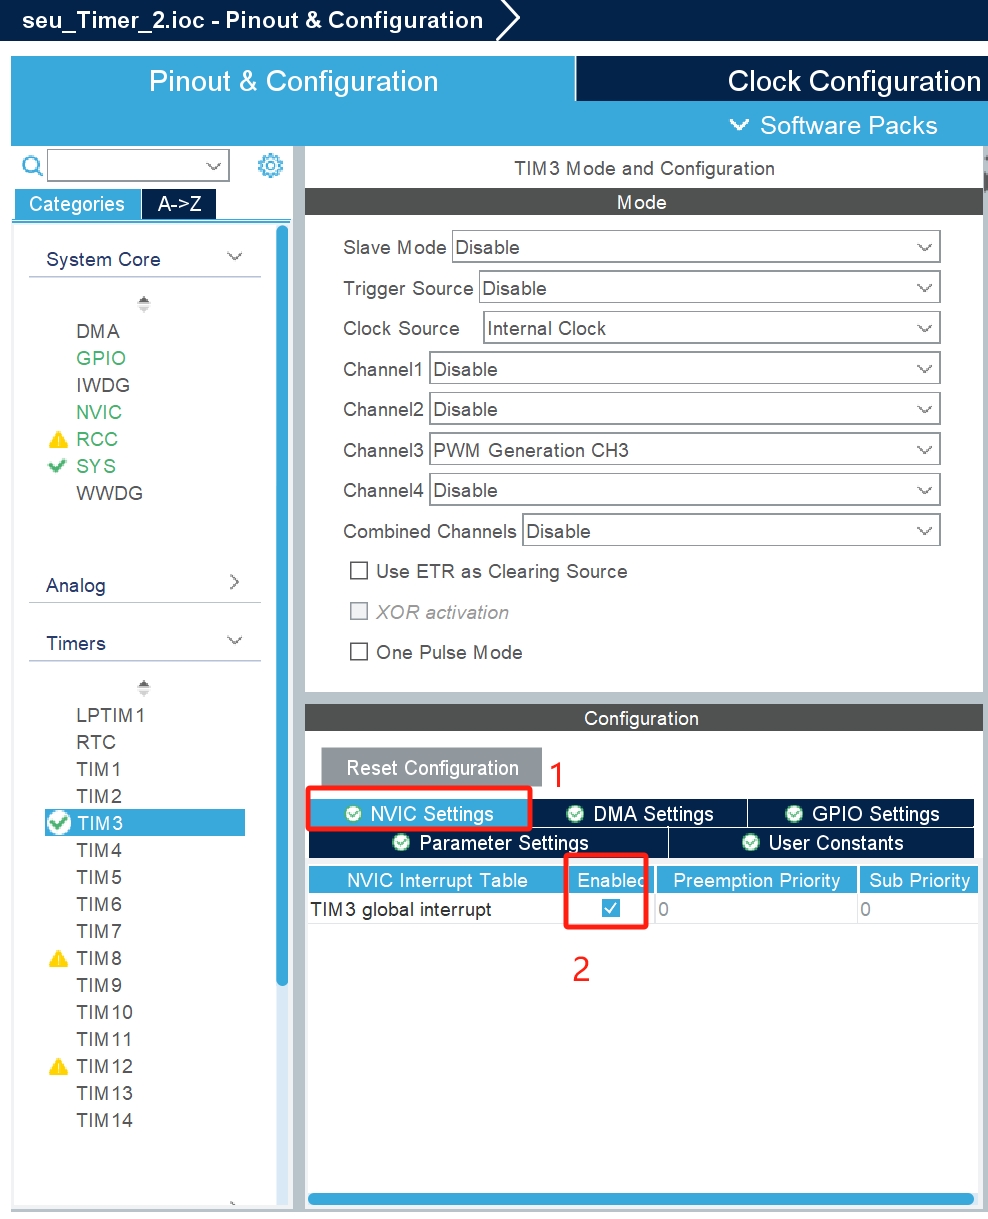 seu_Timer_2.ioc - Pinout & Configuration
Pinout & Configuration
Clock Configuration
Software Packs
Categories
A->Z
System Core
DMA
GPIO
IWDG
NVIC
RCC
SYS
WWDG
Analog
Timers
LPTIM1
RTC
TIM1
TIM2
TIM3
TIM4
TIM5
TIM6
TIM7
TIM8
TIM9
TIM10
TIM11
TIM12
TIM13
TIM14
TIM3 Mode and Configuration
Mode
Slave Mode Disable
Trigger Source Disable
Clock Source Internal Clock
Channel1 Disable
Channel2 Disable
Channel3 PWM Generation CH3
Channel4 Disable
Combined Channels Disable
Use ETR as Clearing Source
XOR activation
One Pulse Mode
Configuration
Reset Configuration
1
NVIC Settings DMA Settings GPIO Settings
Parameter Settings User Constants
NVIC Interrupt Table Enabled Preemption Priority Sub Priority
TIM3 global interrupt 0 0
2